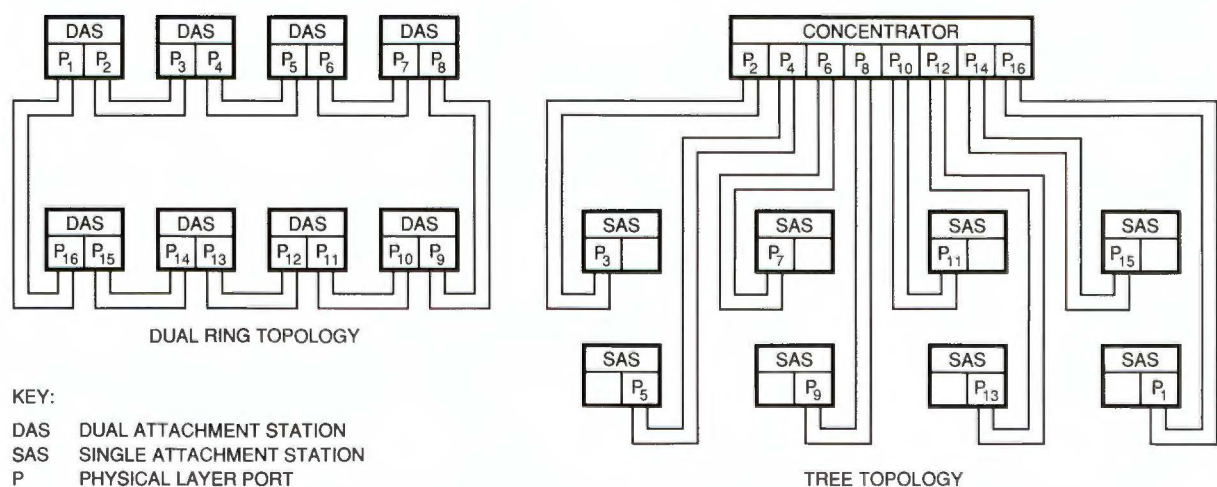 DAS DAS DAS DAS
P1 P2 P3 P4 P5 P6 P7 P8
DAS DAS DAS DAS
P16 P15 P14 P13 P12 P11 P10 P9
DUAL RING TOPOLOGY
KEY:
DAS DUAL ATTACHMENT STATION
SAS SINGLE ATTACHMENT STATION
P PHYSICAL LAYER PORT
CONCENTRATOR
P2 P4 P6 P8 P10 P12 P14 P16
SAS SAS SAS SAS
P3 P7 P11 P15
SAS SAS SAS SAS
P5 P9 P13 P1
TREE TOPOLOGY